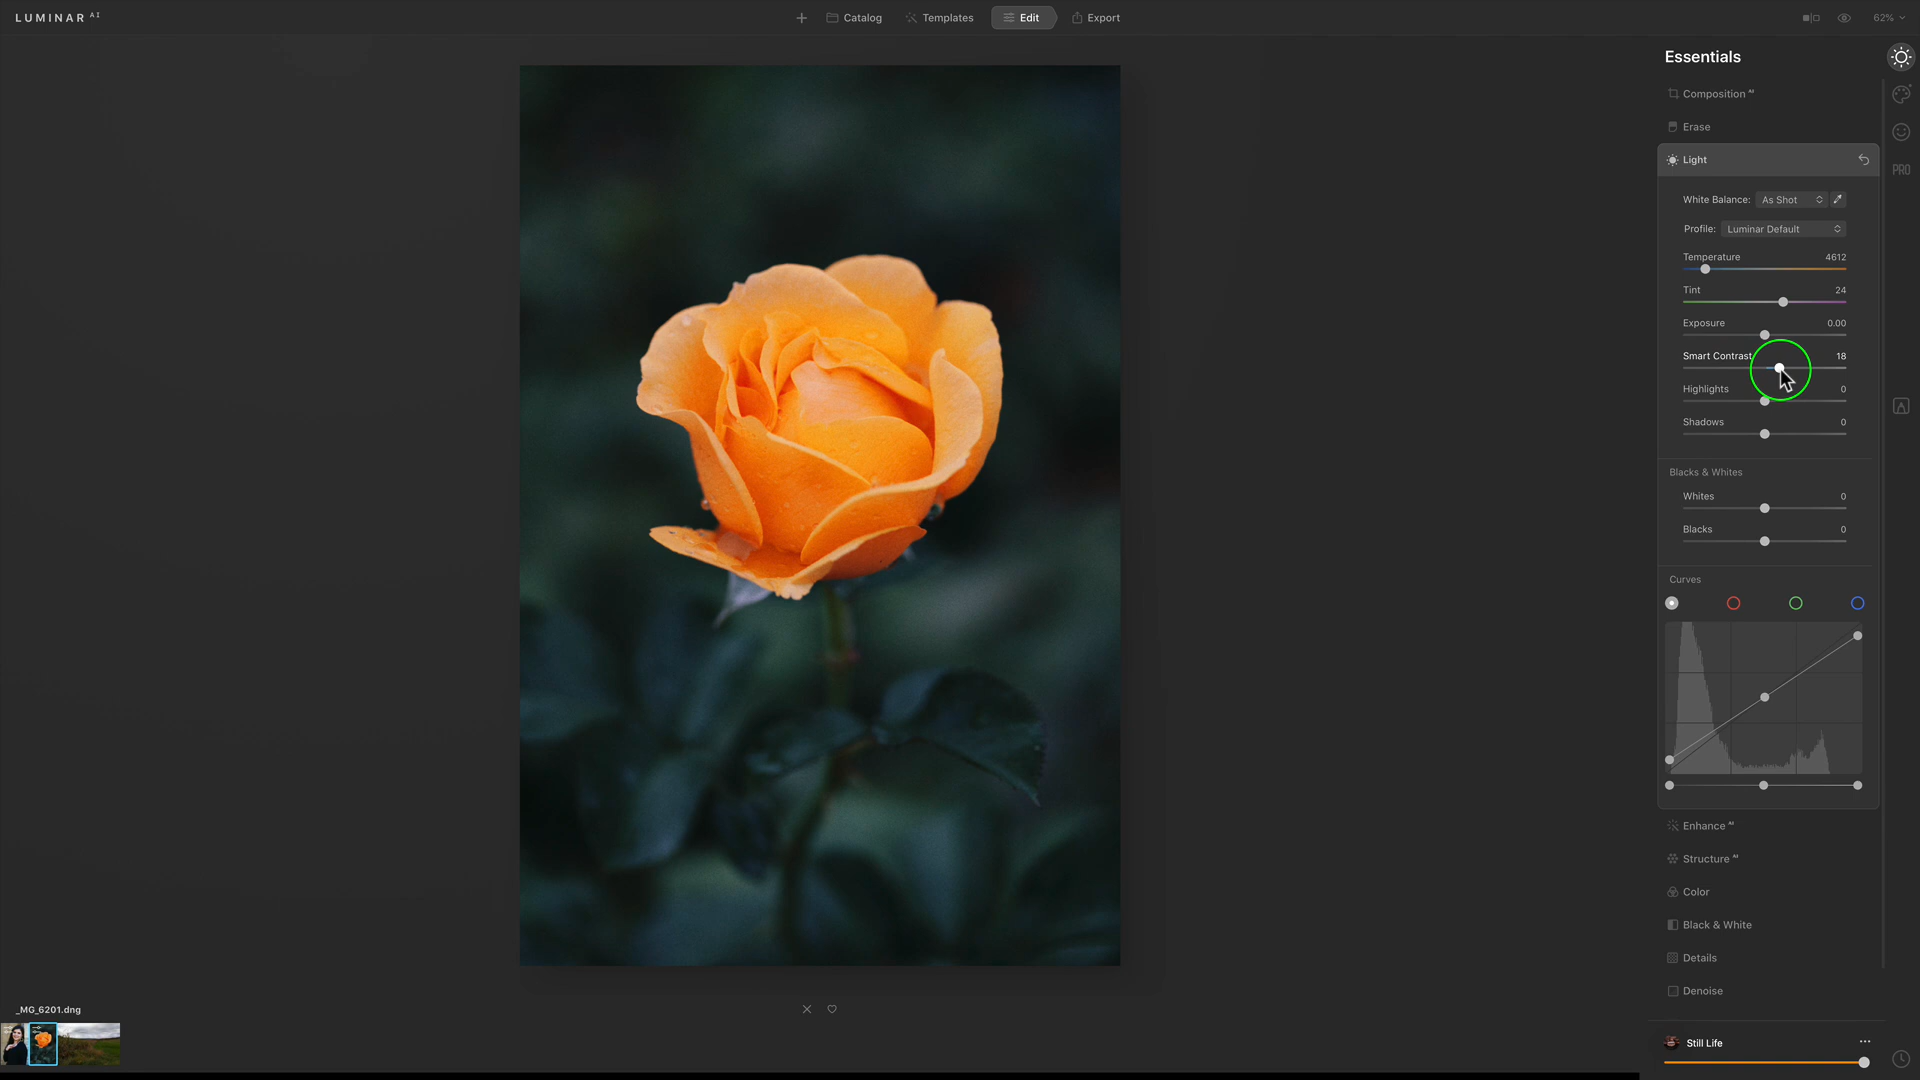 LUMINAR AI
Catalog
Templates
Edit
Export
62%
Essentials
Composition AI
Erase
Light
PRO
White Balance: As Shot
Profile: Luminar Default
Temperature 4612
Tint 24
Exposure 0.00
Smart Contrast 18
Highlights 0
Shadows 0
Blacks & Whites
Whites 0
Blacks 0
Curves
Enhance AI
Structure AI
Color
Black & White
Details
Denoise
_MG_6201.dng
Still Life